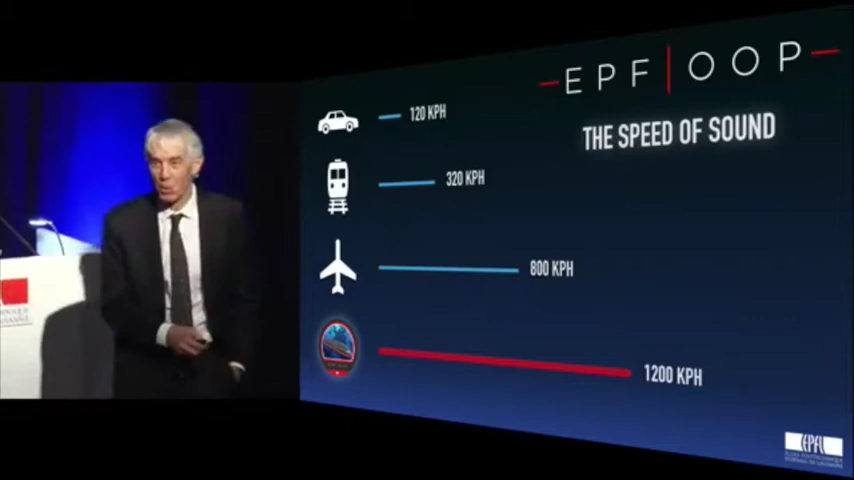 EPF|OOP
THE SPEED OF SOUND
120 KPH
320 KPH
800 KPH
1200 KPH
EPFL